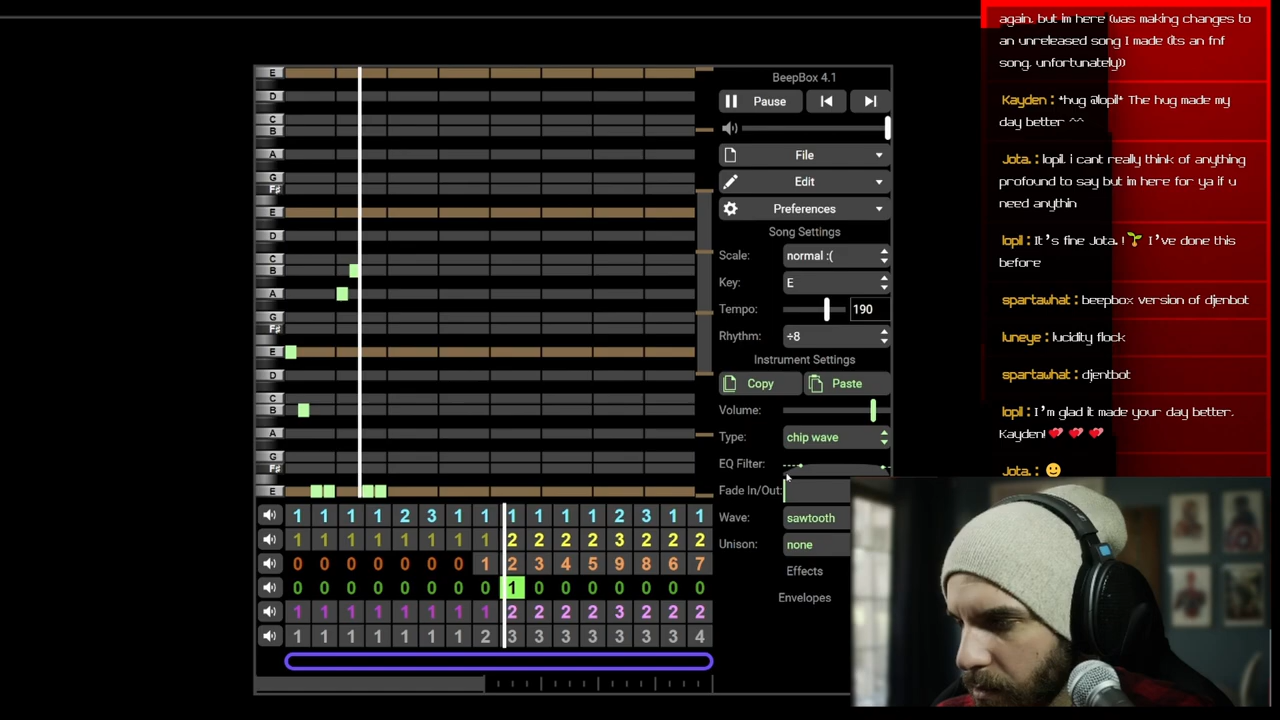 again, but im here (was making changes to
an unreleased song I made (its an fnf
song, unfortunately))
Kayden : *hug @lopil* The hug made my
day better ^^
Jota. : lopil, i cant really think of anything
profound to say but im here for ya if u
need anythin
lopil : It's fine Jota. ! 🌱 I've done this
before
spartawhat : beepbox version of djenbot
luneye : lucidity flock
spartawhat : djentbot
lopil : I'm glad it made your day better,
Kayden! 💕 💕 💕
Jota. : 🙂
BeepBox 4.1
Pause
File
Edit
Preferences
Song Settings
Scale: normal :(
Key: E
Tempo: 190
Rhythm: ÷8
Instrument Settings
Copy Paste
Volume:
Type: chip wave
EQ Filter:
Fade In/Out:
Wave: sawtooth
Unison: none
Effects
Envelopes
E
D
C
B
A
G
F♯
E
D
C
B
A
G
F♯
E
D
C
B
A
G
F♯
E
1 1 1 1 2 3 1 1 1 1 1 1 2 3 1 1
1 1 1 1 1 1 1 1 2 2 2 2 3 2 2 2
0 0 0 0 0 0 0 1 2 3 4 5 9 8 6 7
0 0 0 0 0 0 0 0 1 0 0 0 0 0 0 0
1 1 1 1 1 1 1 1 2 2 2 2 3 2 2 2
1 1 1 1 1 1 1 2 3 3 3 3 3 3 3 4